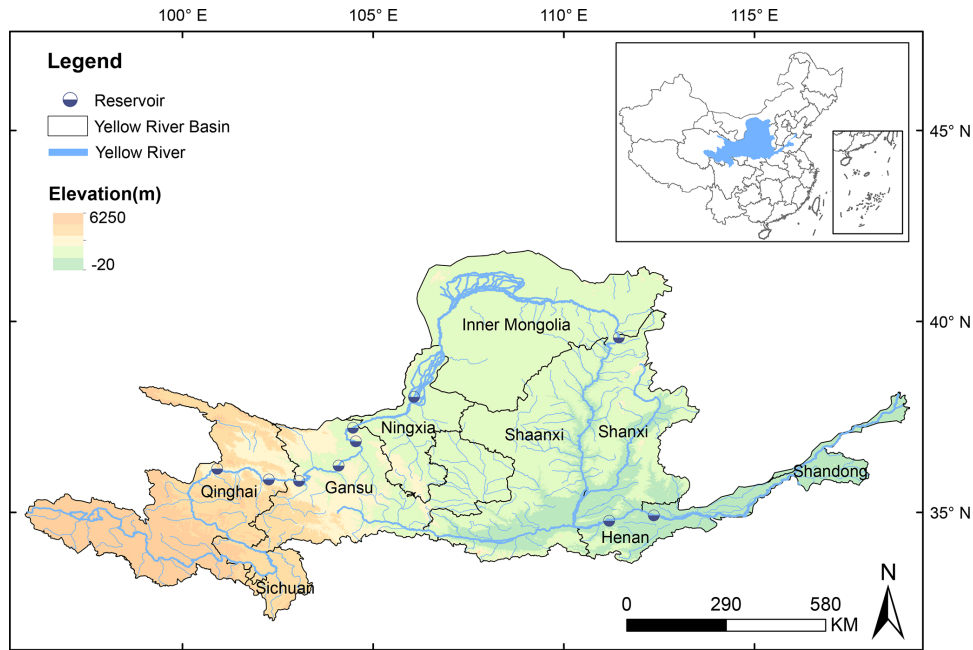 100° E 105° E 110° E 115° E
Legend
Reservoir
Yellow River Basin
Yellow River
45° N
Elevation(m)
6250
-20
40° N
Inner Mongolia
Ningxia
Shaanxi
Shanxi
Shandong
Qinghai
Gansu
35° N
Henan
Sichuan
N
0 290 580
KM